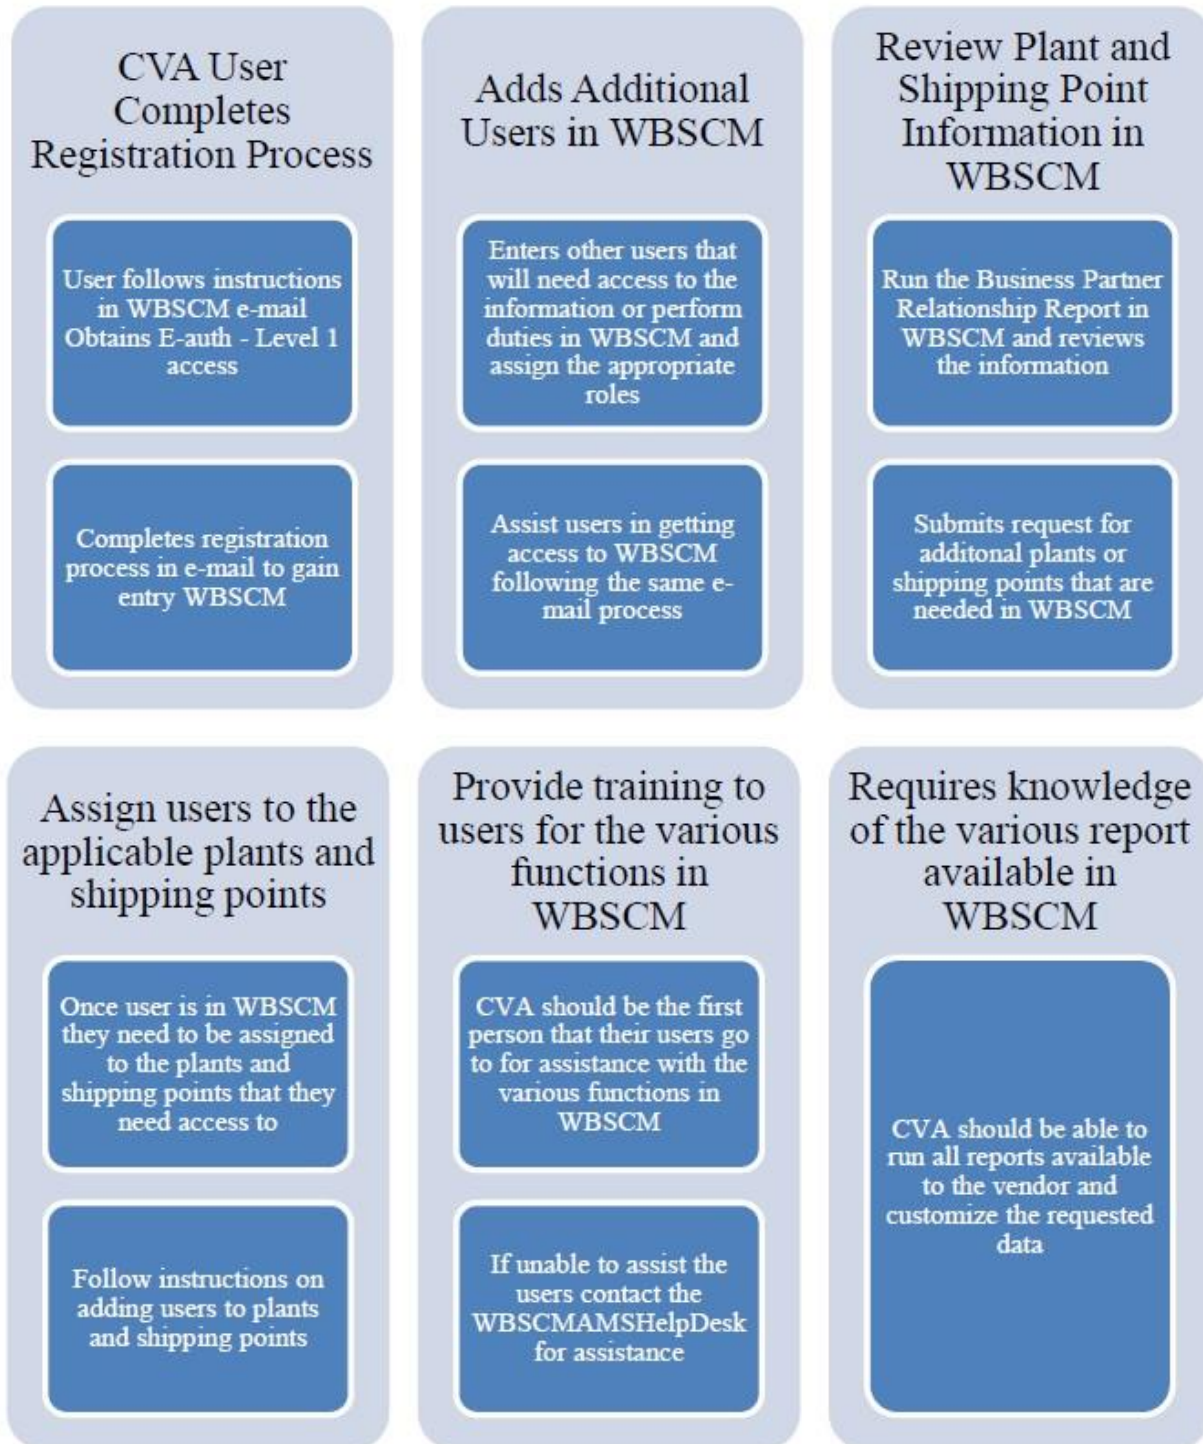 CVA User
Completes
Registration Process
User follows instructions
in WBSCM e-mail
Obtains E-auth - Level 1
access
Completes registration
process in e-mail to gain
entry WBSCM
Adds Additional
Users in WBSCM
Enters other users that
will need access to the
information or perform
duties in WBSCM and
assign the appropriate
roles
Assist users in getting
access to WBSCM
following the same e-
mail process
Review Plant and
Shipping Point
Information in
WBSCM
Run the Business Partner
Relationship Report in
WBSCM and reviews
the information
Submits request for
additonal plants or
shipping points that are
needed in WBSCM
Assign users to the
applicable plants and
shipping points
Once user is in WBSCM
they need to be assigned
to the plants and
shipping points that they
need access to
Follow instructions on
adding users to plants
and shipping points
Provide training to
users for the various
functions in
WBSCM
CVA should be the first
person that their users go
to for assistance with the
various functions in
WBSCM
If unable to assist the
users contact the
WBSCMAMSHelpDesk
for assistance
Requires knowledge
of the various report
available in
WBSCM
CVA should be able to
run all reports available
to the vendor and
customize the requested
data